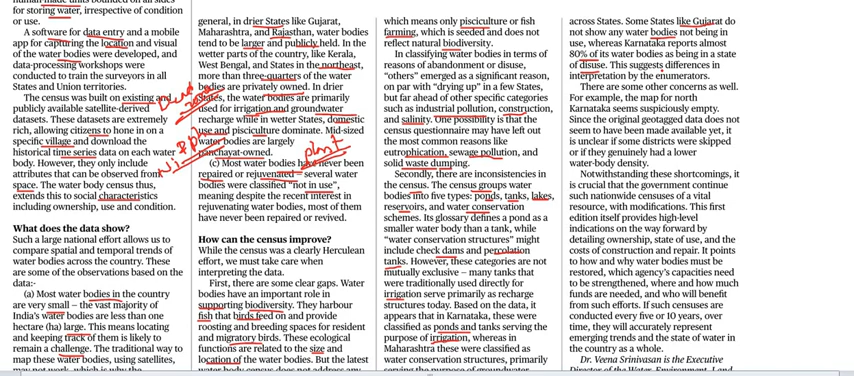 human made units bounded on all sides
for storing water, irrespective of condition
or use.
A software for data entry and a mobile
app for capturing the location and visual
of the water bodies were developed, and
data-processing workshops were
conducted to train the surveyors in all
States and Union territories.
The census was built on existing and
publicly available satellite-derived
datasets. These datasets are extremely
rich, allowing citizens to hone in on a
specific village and download the
historical time series data on each water
body. However, they only include
attributes that can be observed from
space. The water body census thus,
extends this to social characteristics
including ownership, use and condition.
What does the data show?
Such a large national effort allows us to
compare spatial and temporal trends of
water bodies across the country. These
are some of the observations based on the
data:-
(a) Most water bodies in the country
are very small – the vast majority of
India's water bodies are less than one
hectare (ha) large. This means locating
and keeping track of them is likely to
remain a challenge. The traditional way to
map these water bodies, using satellites,
may not work, which is why the
general, in drier States like Gujarat,
Maharashtra, and Rajasthan, water bodies
tend to be larger and publicly held. In the
wetter parts of the country, like Kerala,
West Bengal, and States in the northeast,
more than three-quarters of the water
bodies are privately owned. In drier
States, the water bodies are primarily
used for irrigation and groundwater
recharge while in wetter States, domestic
use and pisciculture dominate. Mid-sized
water bodies are largely
panchayat-owned.
(c) Most water bodies have never been
repaired or rejuvenated – several water
bodies were classified "not in use",
meaning despite the recent interest in
rejuvenating water bodies, most of them
have never been repaired or revived.
How can the census improve?
While the census was a clearly Herculean
effort, we must take care when
interpreting the data.
First, there are some clear gaps. Water
bodies have an important role in
supporting biodiversity. They harbour
fish that birds feed on and provide
roosting and breeding spaces for resident
and migratory birds. These ecological
functions are related to the size and
location of the water bodies. But the latest
water body census does not address any
which means only pisciculture or fish
farming, which is seeded and does not
reflect natural biodiversity.
In classifying water bodies in terms of
reasons of abandonment or disuse,
"others" emerged as a significant reason,
on par with "drying up" in a few States,
but far ahead of other specific categories
such as industrial pollution, construction,
and salinity. One possibility is that the
census questionnaire may have left out
the most common reasons like
eutrophication, sewage pollution, and
solid waste dumping.
Secondly, there are inconsistencies in
the census. The census groups water
bodies into five types: ponds, tanks, lakes,
reservoirs, and water conservation
schemes. Its glossary defines a pond as a
smaller water body than a tank, while
"water conservation structures" might
include check dams and percolation
tanks. However, these categories are not
mutually exclusive – many tanks that
were traditionally used directly for
irrigation serve primarily as recharge
structures today. Based on the data, it
appears that in Karnataka, these were
classified as ponds and tanks serving the
purpose of irrigation, whereas in
Maharashtra these were classified as
water conservation structures, primarily
serving the purpose of groundwater
across States. Some States like Gujarat do
not show any water bodies not being in
use, whereas Karnataka reports almost
80% of its water bodies as being in a state
of disuse. This suggests differences in
interpretation by the enumerators.
There are some other concerns as well.
For example, the map for north
Karnataka seems suspiciously empty.
Since the original geotagged data does not
seem to have been made available yet, it
is unclear if some districts were skipped
or if they genuinely had a lower
water-body density.
Notwithstanding these shortcomings, it
is crucial that the government continue
such nationwide censuses of a vital
resource, with modifications. This first
edition itself provides high-level
indications on the way forward by
detailing ownership, state of use, and the
costs of construction and repair. It points
to how and why water bodies must be
restored, which agency's capacities need
to be strengthened, where and how much
funds are needed, and who will benefit
from such efforts. If such censuses are
conducted every five or 10 years, over
time, they will accurately represent
emerging trends and the state of water in
the country as a whole.
Dr. Veena Srinivasan is the Executive
Director of the Water, Environment, Land